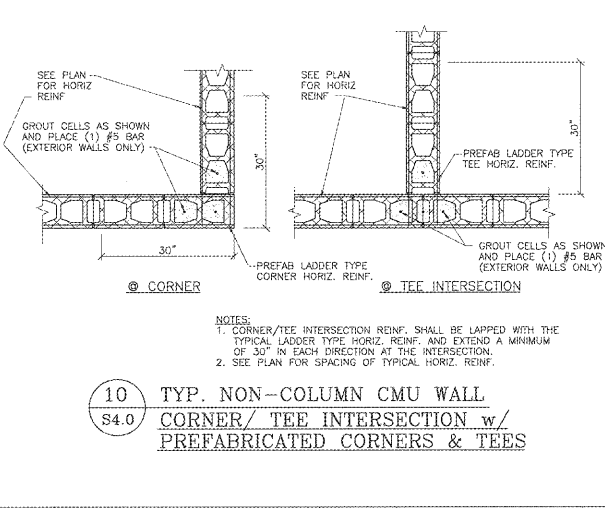 SEE PLAN
FOR HORIZ
REINF
GROUT CELLS AS SHOWN
AND PLACE (1) #5 BAR
(EXTERIOR WALLS ONLY)
30"
30"
PREFAB LADDER TYPE
CORNER HORIZ. REINF.
@ CORNER
SEE PLAN
FOR HORIZ
REINF
30"
PREFAB LADDER TYPE
TEE HORIZ. REINF.
GROUT CELLS AS SHOWN
AND PLACE (1) #5 BAR
(EXTERIOR WALLS ONLY)
@ TEE INTERSECTION
NOTES:
1. CORNER/TEE INTERSECTION REINF. SHALL BE LAPPED WITH THE
TYPICAL LADDER TYPE HORIZ. REINF. AND EXTEND A MINIMUM
OF 30" IN EACH DIRECTION AT THE INTERSECTION.
2. SEE PLAN FOR SPACING OF TYPICAL HORIZ. REINF.
10
S4.0
TYP. NON-COLUMN CMU WALL
CORNER/ TEE INTERSECTION w/
PREFABRICATED CORNERS & TEES